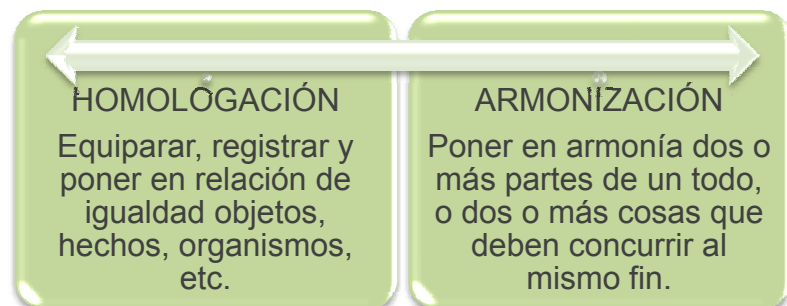 HOMOLOGACIÓN
Equiparar, registrar y
poner en relación de
igualdad objetos,
hechos, organismos,
etc.
ARMONIZACIÓN
Poner en armonía dos o
más partes de un todo,
o dos o más cosas que
deben concurrir al
mismo fin.